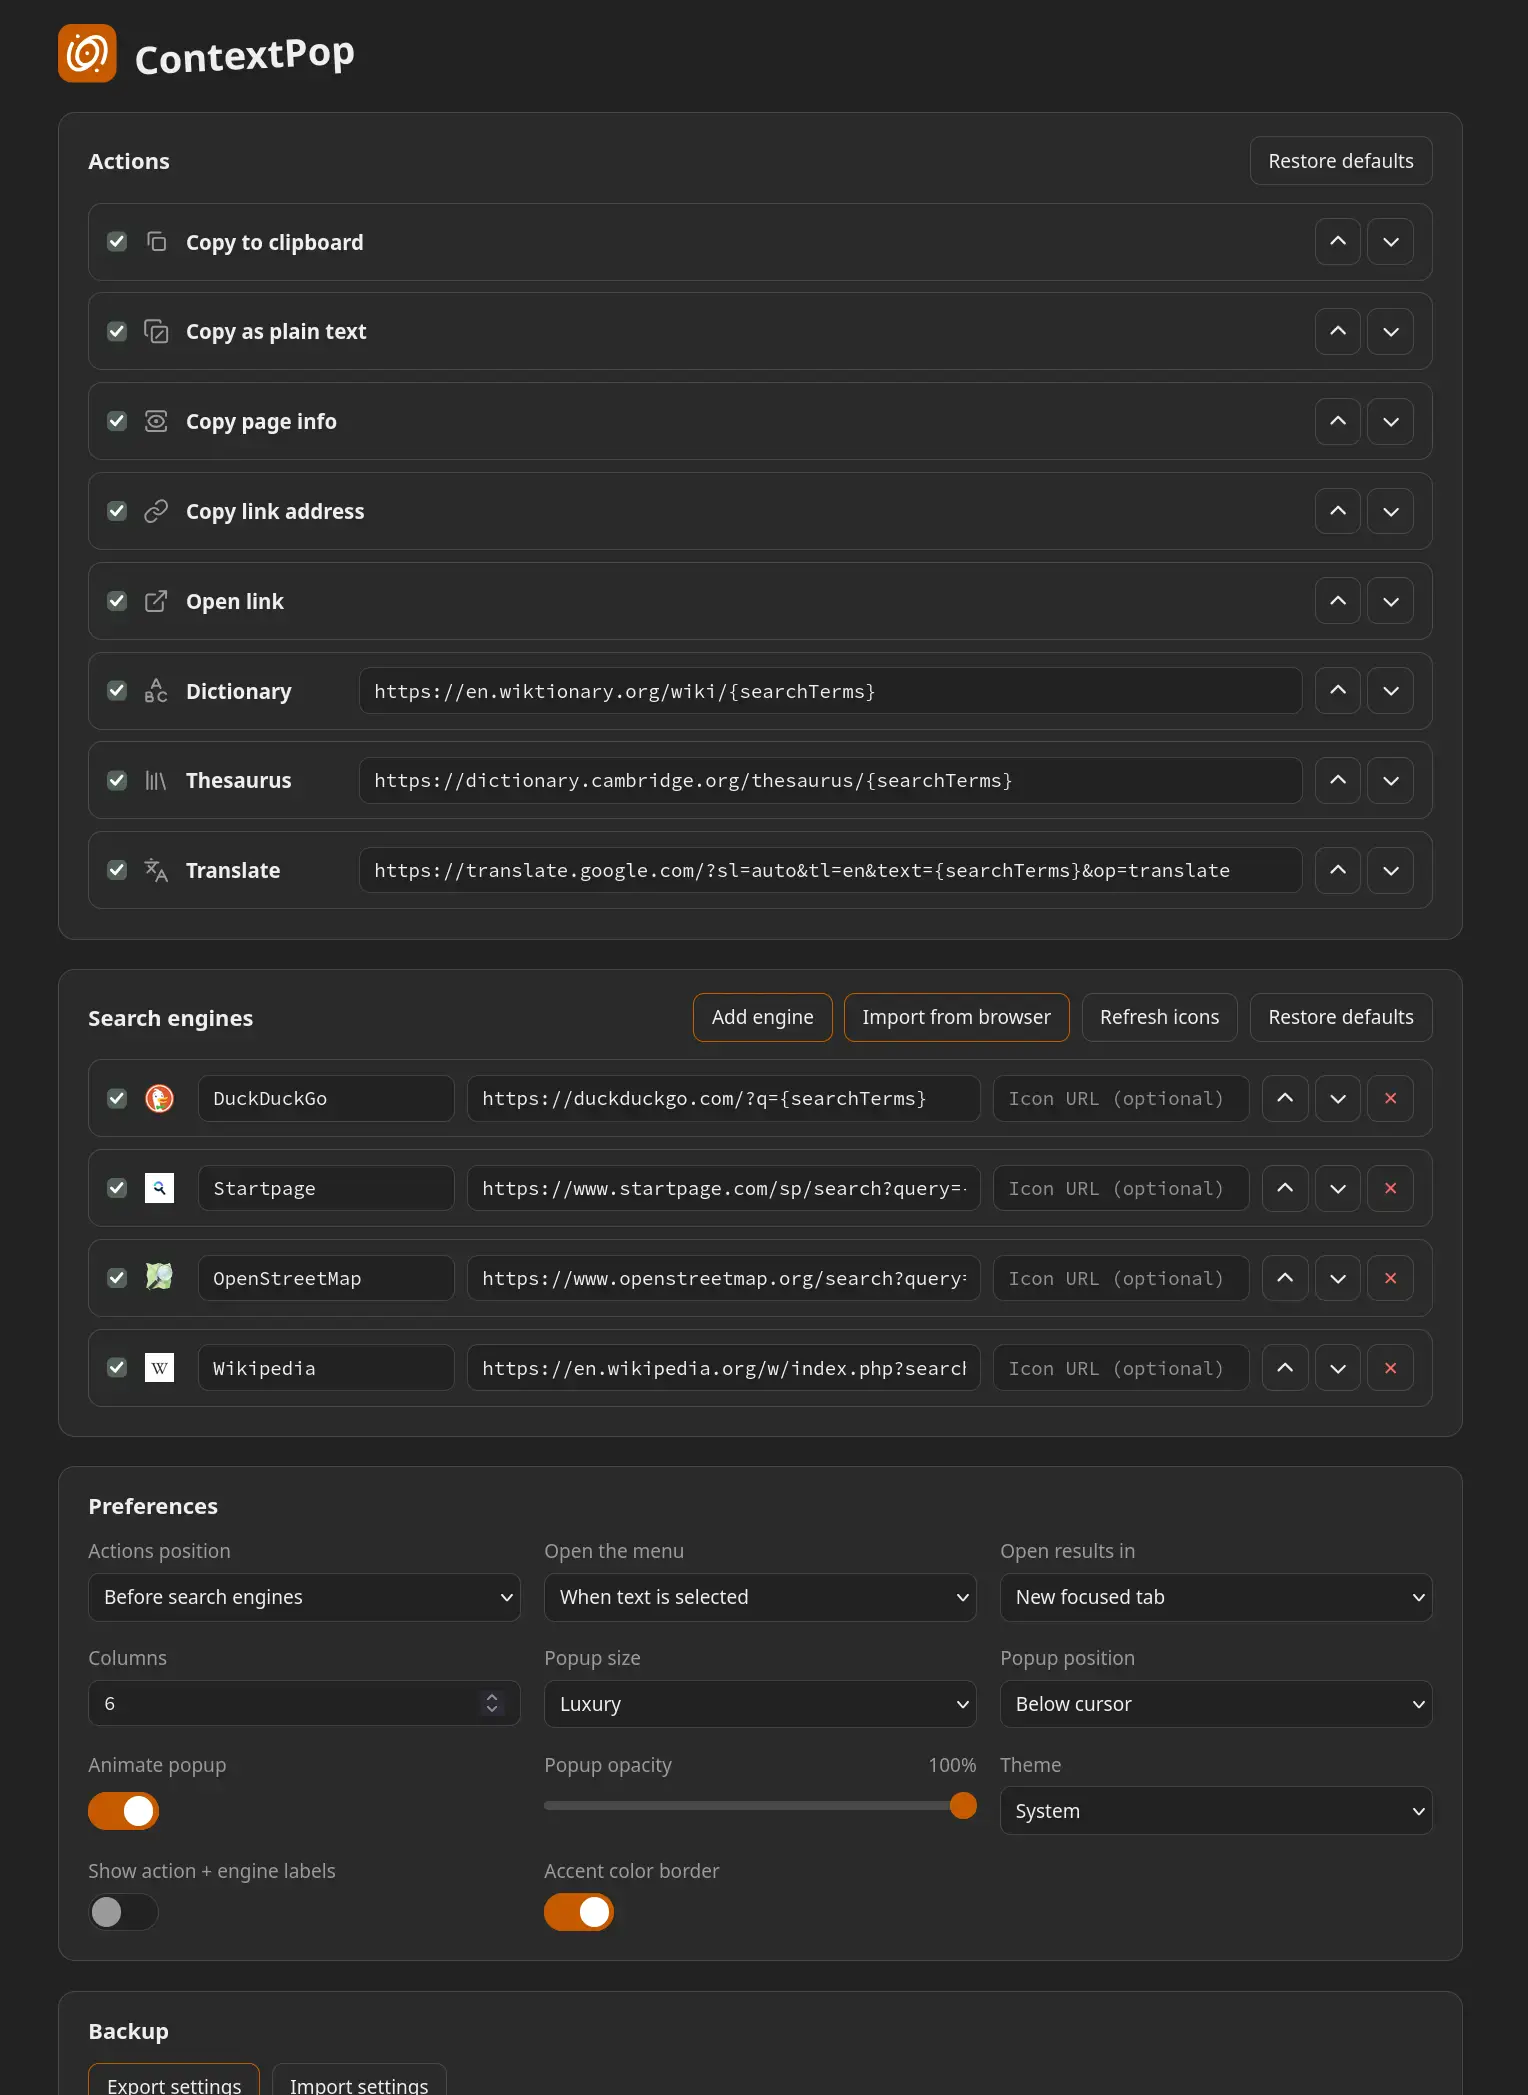 ContextPop
Actions
Restore defaults
Copy to clipboard
Copy as plain text
Copy page info
Copy link address
Open link
Dictionary https://en.wiktionary.org/wiki/{searchTerms}
Thesaurus https://dictionary.cambridge.org/thesaurus/{searchTerms}
Translate https://translate.google.com/?sl=auto&tl=en&text={searchTerms}&op=translate
Search engines
Add engine Import from browser Refresh icons Restore defaults
DuckDuckGo https://duckduckgo.com/?q={searchTerms} Icon URL (optional)
Startpage https://www.startpage.com/sp/search?query= Icon URL (optional)
OpenStreetMap https://www.openstreetmap.org/search?query Icon URL (optional)
W Wikipedia https://en.wikipedia.org/w/index.php?search Icon URL (optional)
Preferences
Actions position Open the menu Open results in
Before search engines When text is selected New focused tab
Columns Popup size Popup position
6 Luxury Below cursor
Animate popup Popup opacity 100% Theme
System
Show action + engine labels Accent color border
Backup
Export settings Import settings